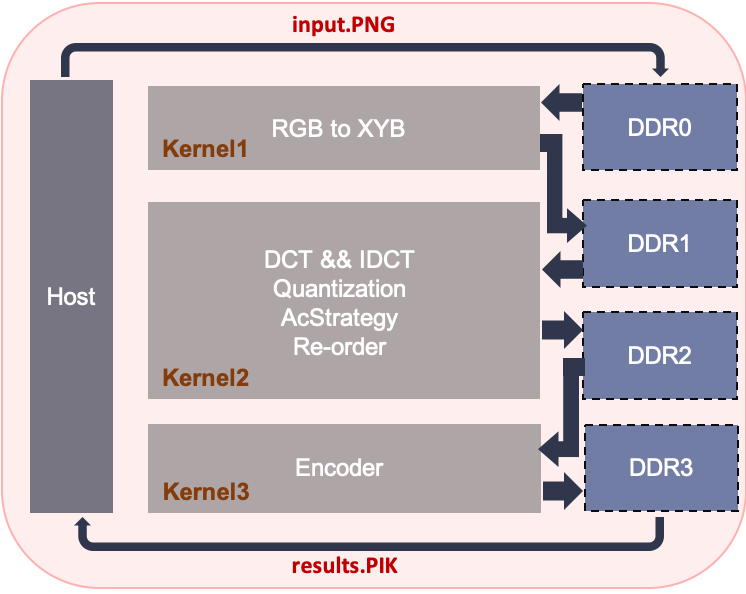 input.PNG
Host
RGB to XYB
Kernel1
DDR0
DDR1
DCT && IDCT
Quantization
AcStrategy
Re-order
Kernel2
DDR2
Encoder
Kernel3
DDR3
results.PIK